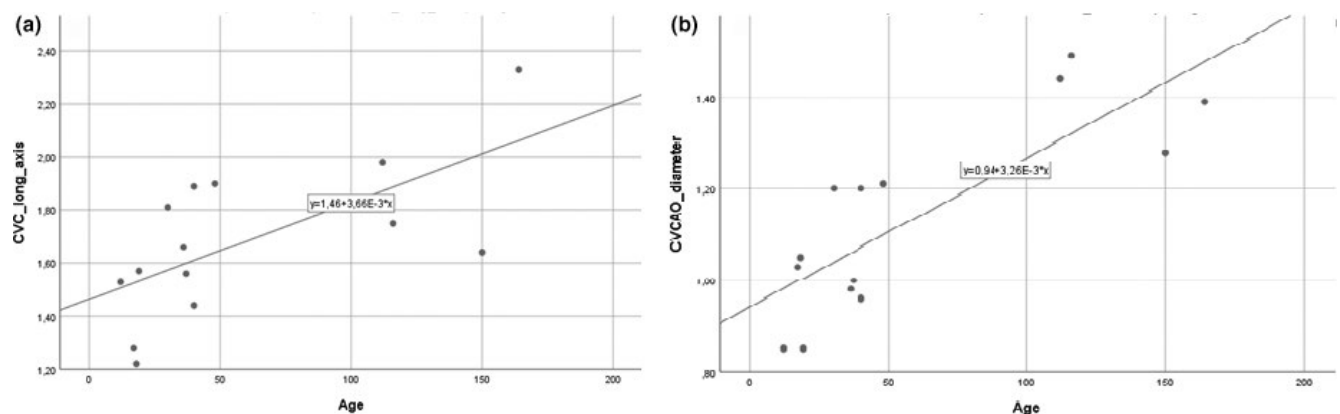 (a)
CVC_long_axis
2,40
2,20
2,00
1,80
1,60
1,40
1,20
y=1,46+3,66E-3*x
0 50 100 150 200
Age
(b)
CVCAO_diameter
1,40
1,20
1,00
,80
y=0.94+3,26E-3*x
0 50 100 150 200
Age